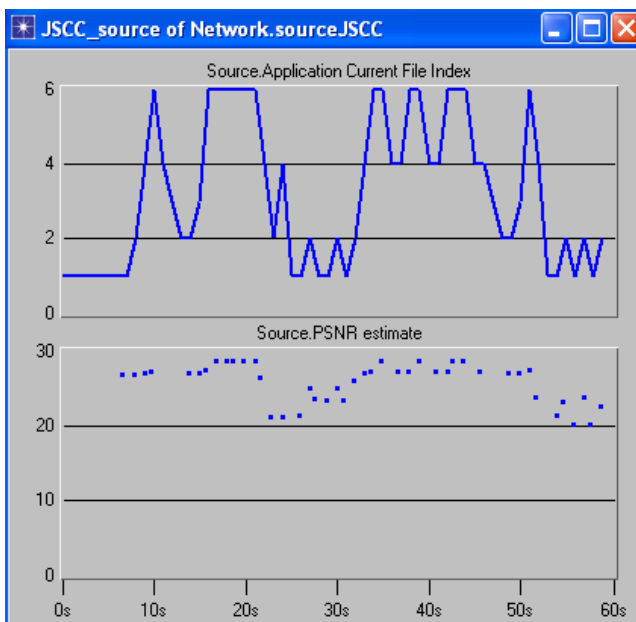 JSCC_source of Network.sourceJSCC
Source.Application Current File Index
6
4
2
0
Source.PSNR estimate
30
20
10
0
0s 10s 20s 30s 40s 50s 60s